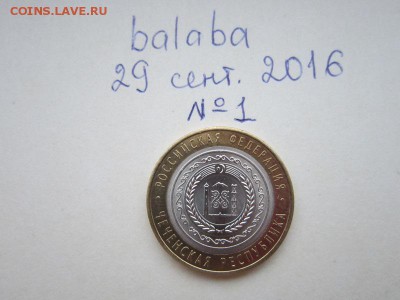 COINS.LAVE.RU
balaba
29 сент. 2016
№1
РОССИЙСКАЯ ФЕДЕРАЦИЯ
ЧЕЧЕНСКАЯ РЕСПУБЛИКА